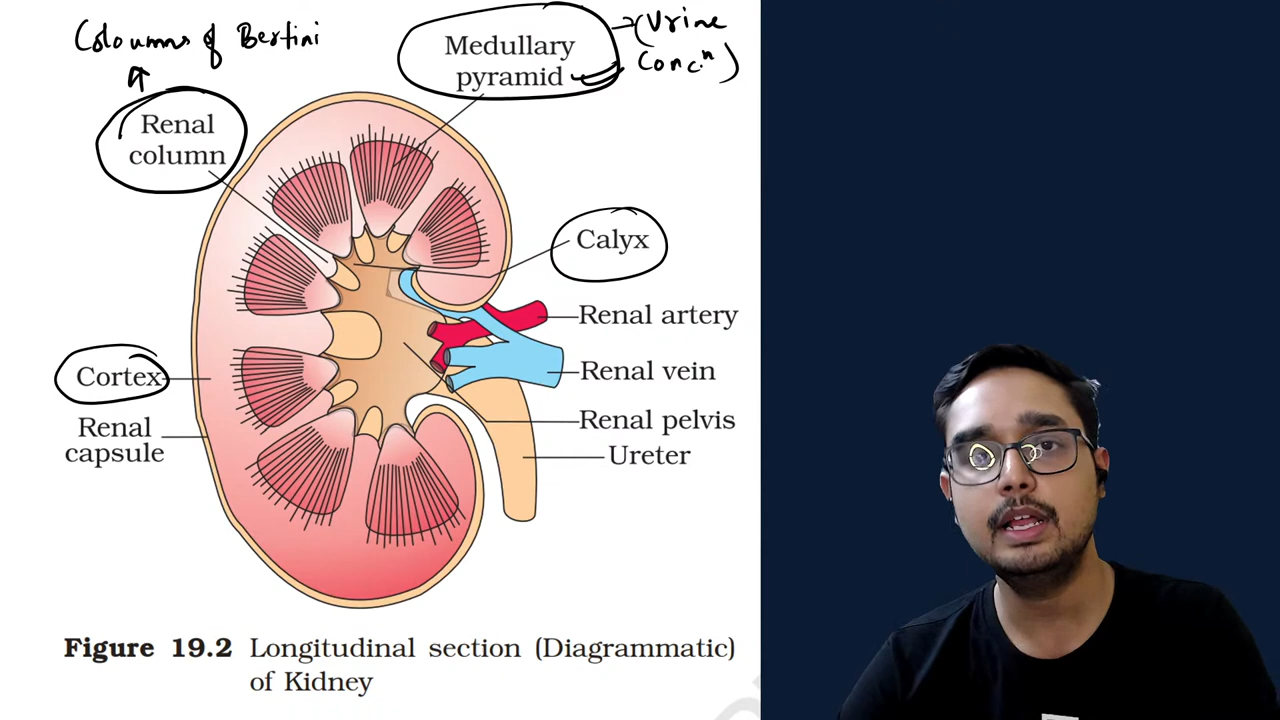 Coloumns of Bertini
(Urine
Concⁿ)
Medullary
pyramid
Renal
column
Calyx
Renal artery
Cortex
Renal vein
Renal
capsule
Renal pelvis
Ureter
Figure 19.2 Longitudinal section (Diagrammatic)
of Kidney